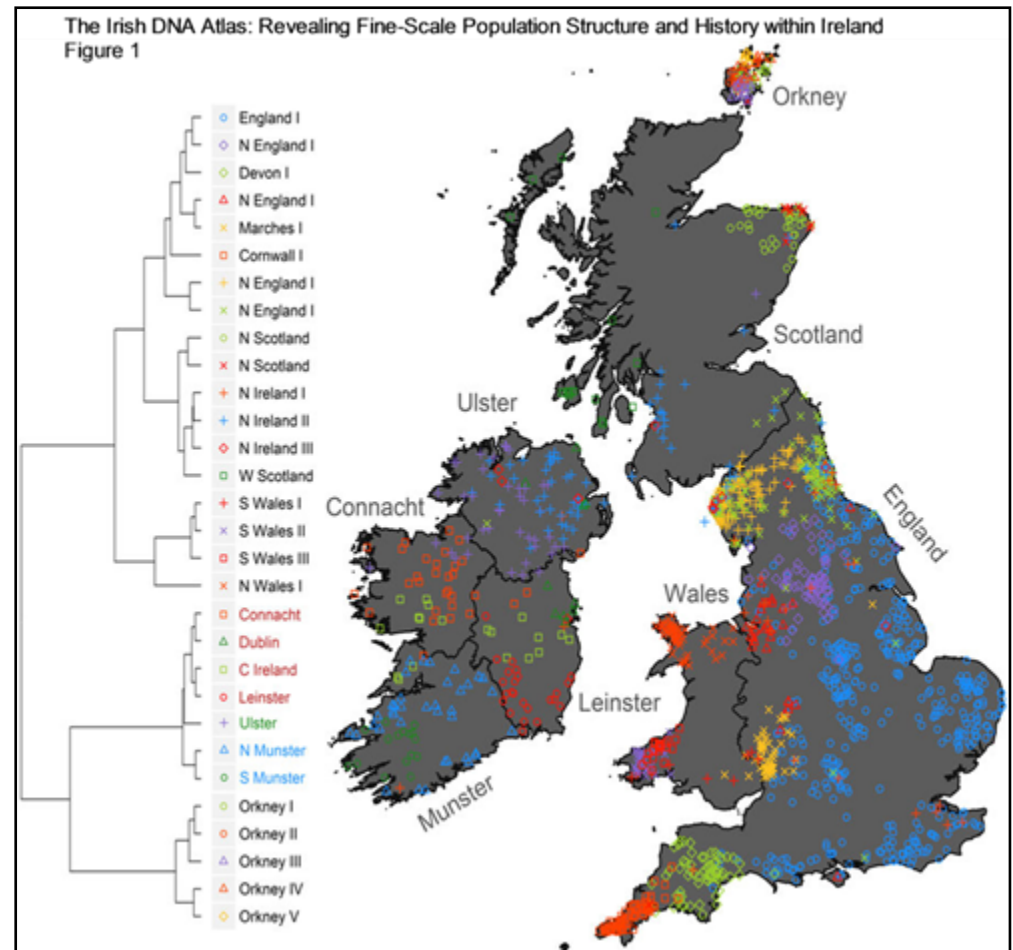 The Irish DNA Atlas: Revealing Fine-Scale Population Structure and History within Ireland
Figure 1
England I
N England I
Devon I
N England I
Marches I
Cornwall I
N England I
N England I
N Scotland
N Scotland
N Ireland I
N Ireland II
N Ireland III
W Scotland
S Wales I
S Wales II
S Wales III
N Wales I
Connacht
Dublin
C Ireland
Leinster
Ulster
N Munster
S Munster
Orkney I
Orkney II
Orkney III
Orkney IV
Orkney V
Orkney
Scotland
Ulster
Connacht
England
Wales
Leinster
Munster